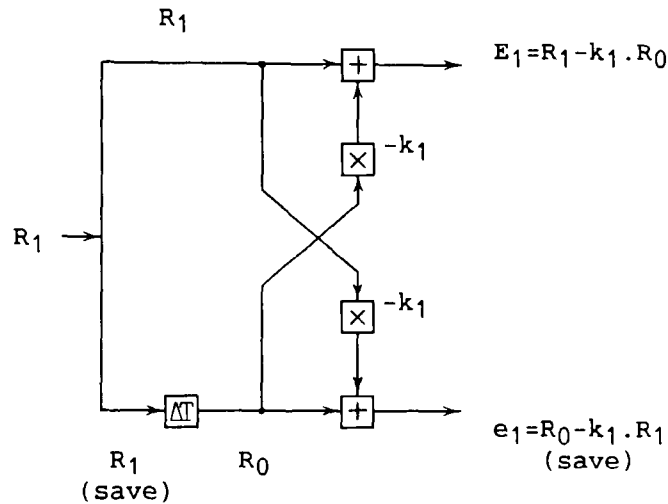 R₁
+
E₁=R₁-k₁.R₀
×
-k₁
R₁
×
-k₁
ΔT
+
R₁
(save)
R₀
e₁=R₀-k₁.R₁
(save)